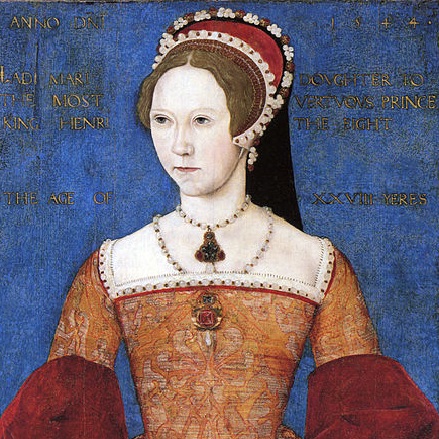 ANNO DNI 1544
LADI MARI DOVGHTER TO
THE MOST VERTVOVS PRINCE
KING HENRI THE EIGHT
THE AGE OF XXVIII YERES